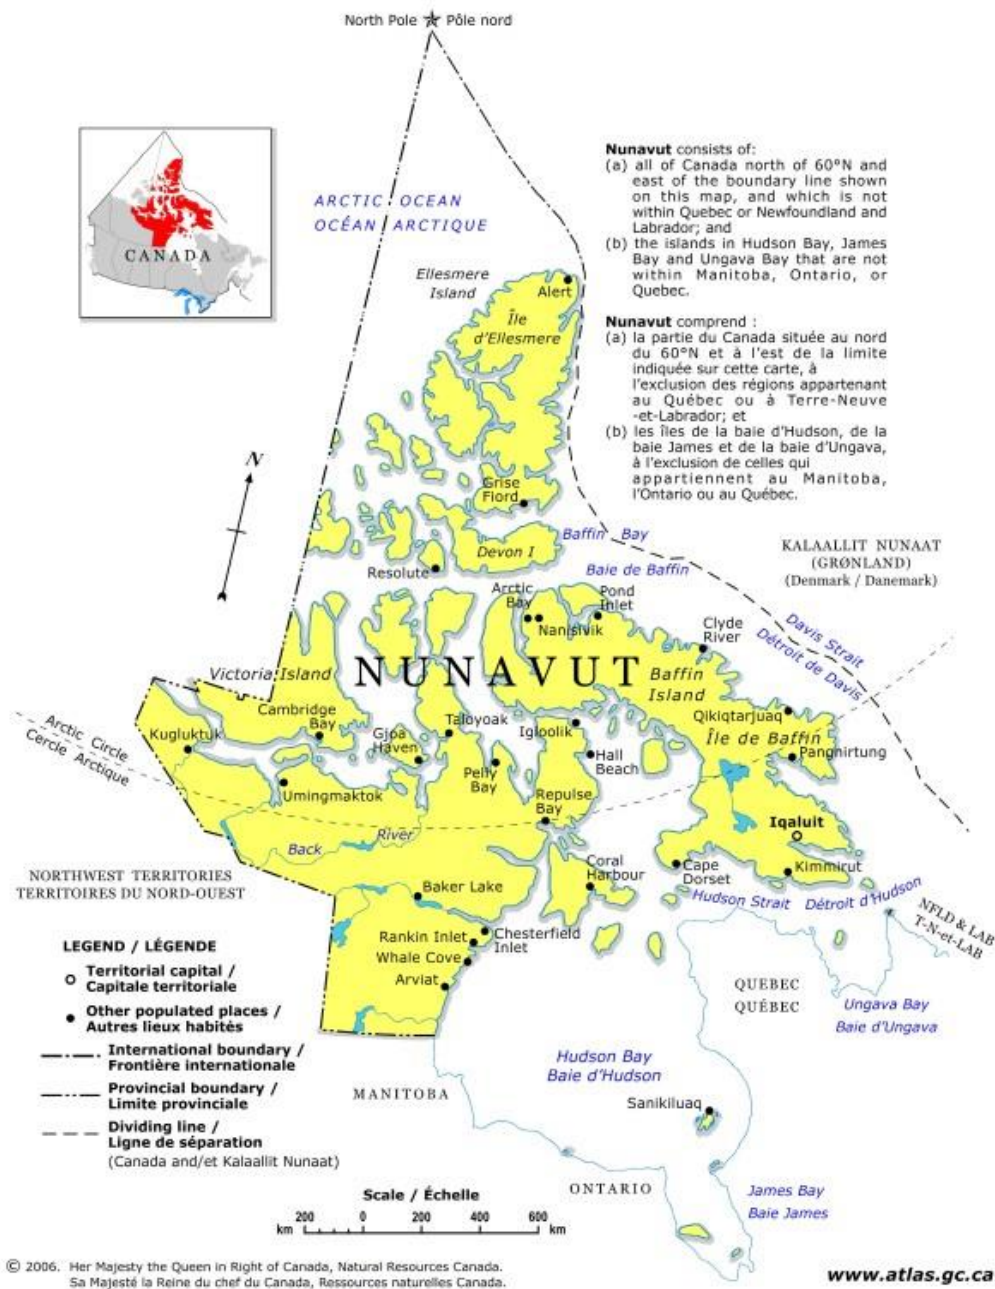 North Pole Pôle nord
CANADA
ARCTIC OCEAN
OCÉAN ARCTIQUE
Nunavut consists of:
(a) all of Canada north of 60°N and
east of the boundary line shown
on this map, and which is not
within Quebec or Newfoundland and
Labrador; and
(b) the islands in Hudson Bay, James
Bay and Ungava Bay that are not
within Manitoba, Ontario, or
Quebec.
Nunavut comprend :
(a) la partie du Canada située au nord
du 60°N et à l'est de la limite
indiquée sur cette carte, à
l'exclusion des régions appartenant
au Québec ou à Terre-Neuve
-et-Labrador; et
(b) les îles de la baie d'Hudson, de la
baie James et de la baie d'Ungava,
à l'exclusion de celles qui
appartiennent au Manitoba,
l'Ontario ou au Québec.
Ellesmere
Island
Alert
Île
d'Ellesmere
N
Grise
Fiord
Devon I
Baffin Bay
Baie de Baffin
KALAALLIT NUNAAT
(GRØNLAND)
(Denmark / Danemark)
Resolute
Arctic
Bay
Nanisivik
Pond
Inlet
Clyde
River
Davis Strait
Détroit de Davis
NUNAVUT
Victoria Island
Baffin
Island
Cambridge
Bay
Kugluktuk
Arctic Circle
Cercle Arctique
Gjoa
Haven
Taloyoak
Igloolik
Qikiqtarjuaq
Île de Baffin
Hall
Beach
Pangnirtung
Pelly
Bay
Umingmaktok
Repulse
Bay
Iqaluit
Back River
NORTHWEST TERRITORIES
TERRITOIRES DU NORD-OUEST
Coral
Harbour
Cape
Dorset
Kimmirut
Baker Lake
Hudson Strait Détroit d'Hudson
NFLD & LAB
T-N-et-LAB
Rankin Inlet
Chesterfield
Inlet
Whale Cove
Arviat
QUEBEC
QUÉBEC
Ungava Bay
Baie d'Ungava
LEGEND / LÉGENDE
Territorial capital /
Capitale territoriale
Other populated places /
Autres lieux habités
International boundary /
Frontière internationale
Provincial boundary /
Limite provinciale
Dividing line /
Ligne de séparation
(Canada and/et Kalaallit Nunaat)
Hudson Bay
Baie d'Hudson
MANITOBA
Sanikiluaq
ONTARIO
James Bay
Baie James
Scale / Échelle
200 0 200 400 600
km km
© 2006. Her Majesty the Queen in Right of Canada, Natural Resources Canada.
Sa Majesté la Reine du chef du Canada, Ressources naturelles Canada.
www.atlas.gc.ca